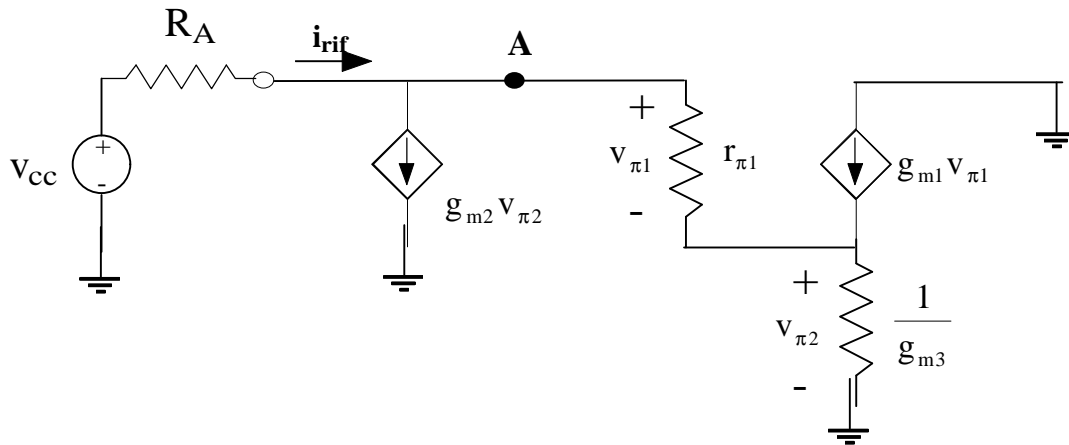 R_A
i_rif
A
+
v_π1
-
r_π1
g_m1 v_π1
+
-
v_cc
g_m2 v_π2
+
v_π2
-
1
g_m3